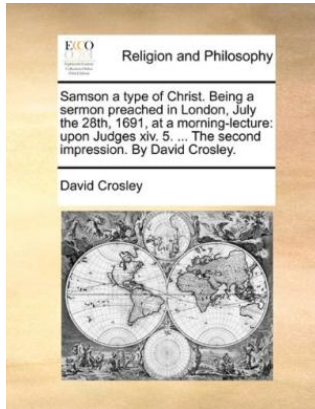 ECCO
Religion and Philosophy
Samson a type of Christ. Being a
sermon preached in London, July
the 28th, 1691, at a morning-lecture:
upon Judges xiv. 5. ... The second
impression. By David Crosley.
David Crosley